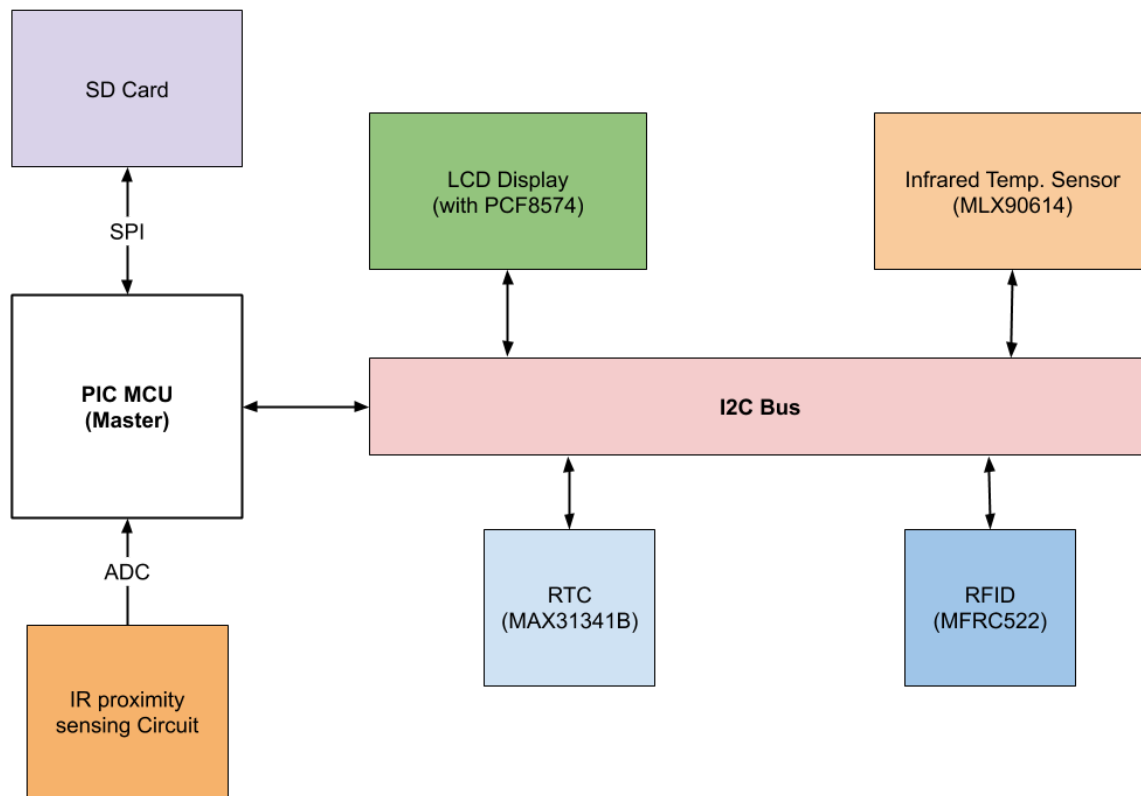 SD Card
SPI
PIC MCU
(Master)
ADC
IR proximity
sensing Circuit
LCD Display
(with PCF8574)
Infrared Temp. Sensor
(MLX90614)
I2C Bus
RTC
(MAX31341B)
RFID
(MFRC522)